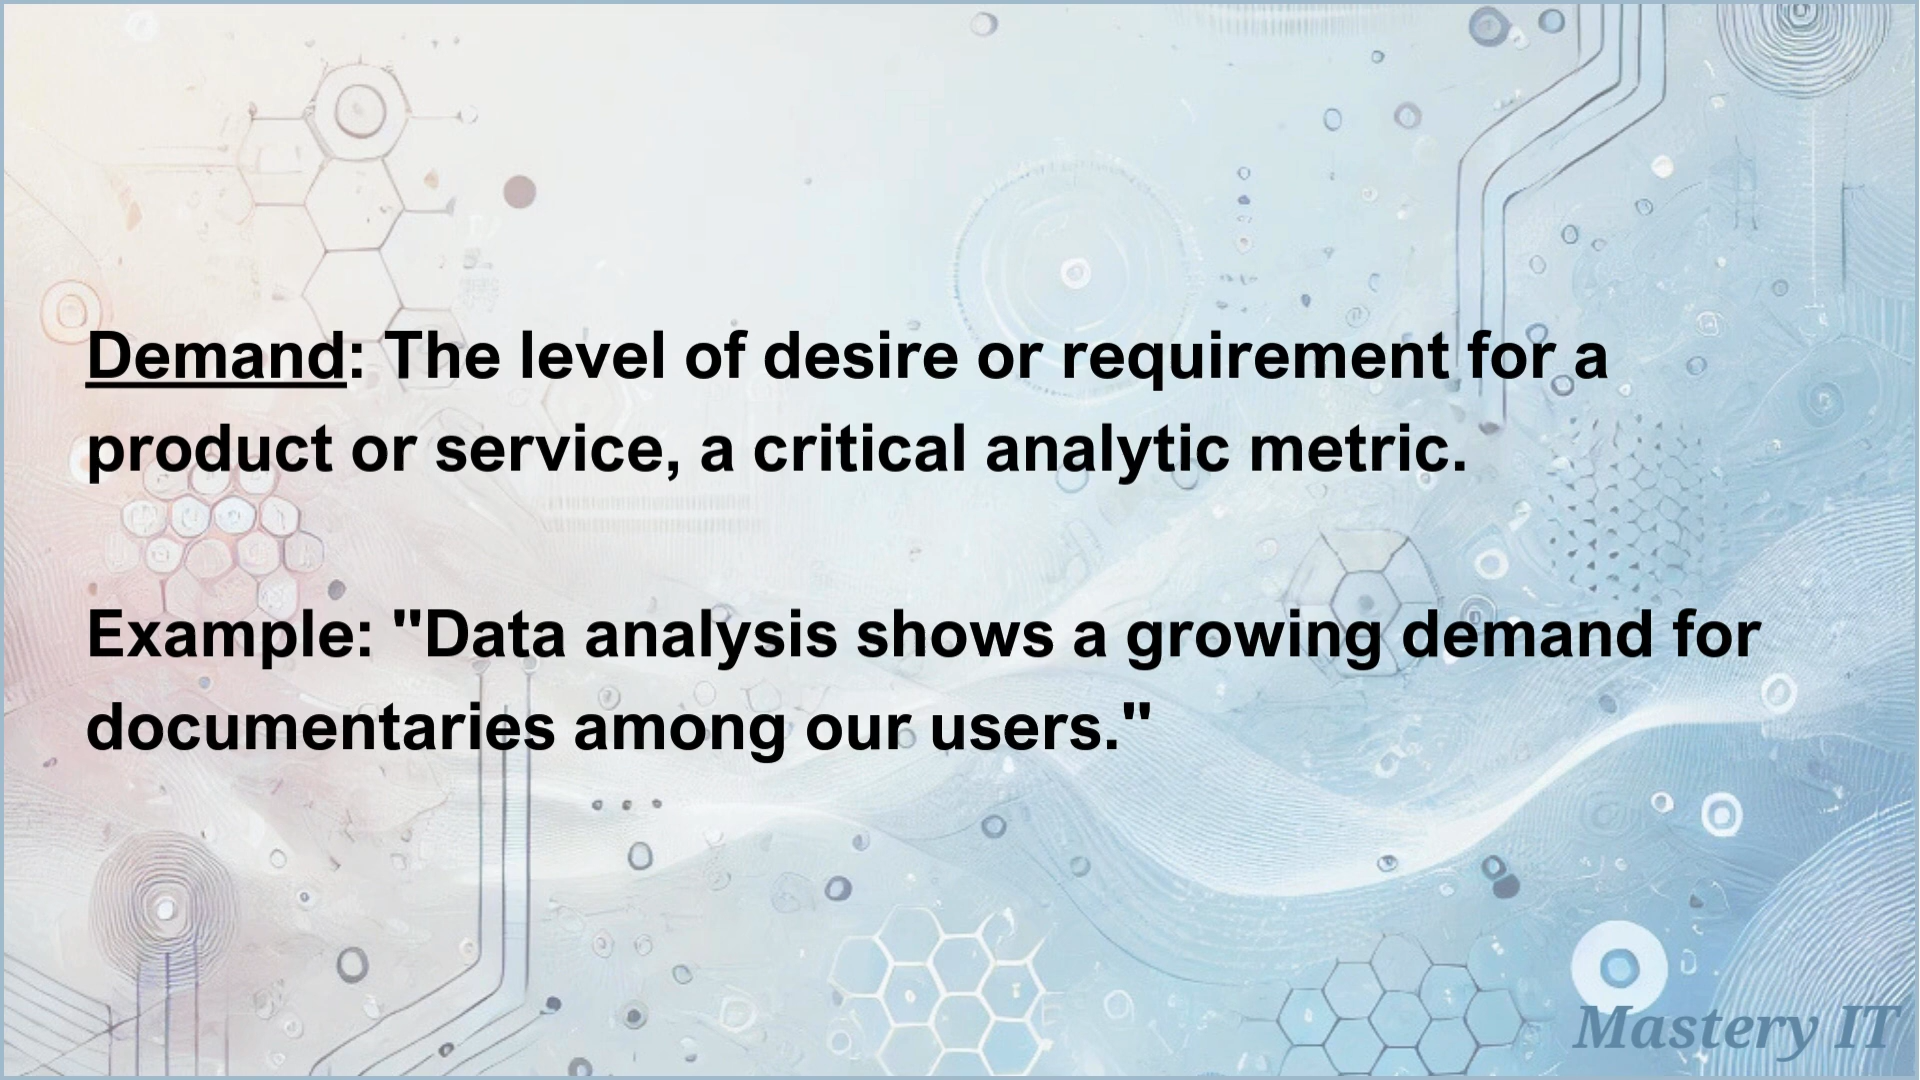 Demand: The level of desire or requirement for a
product or service, a critical analytic metric.
Example: "Data analysis shows a growing demand for
documentaries among our users."
Mastery IT